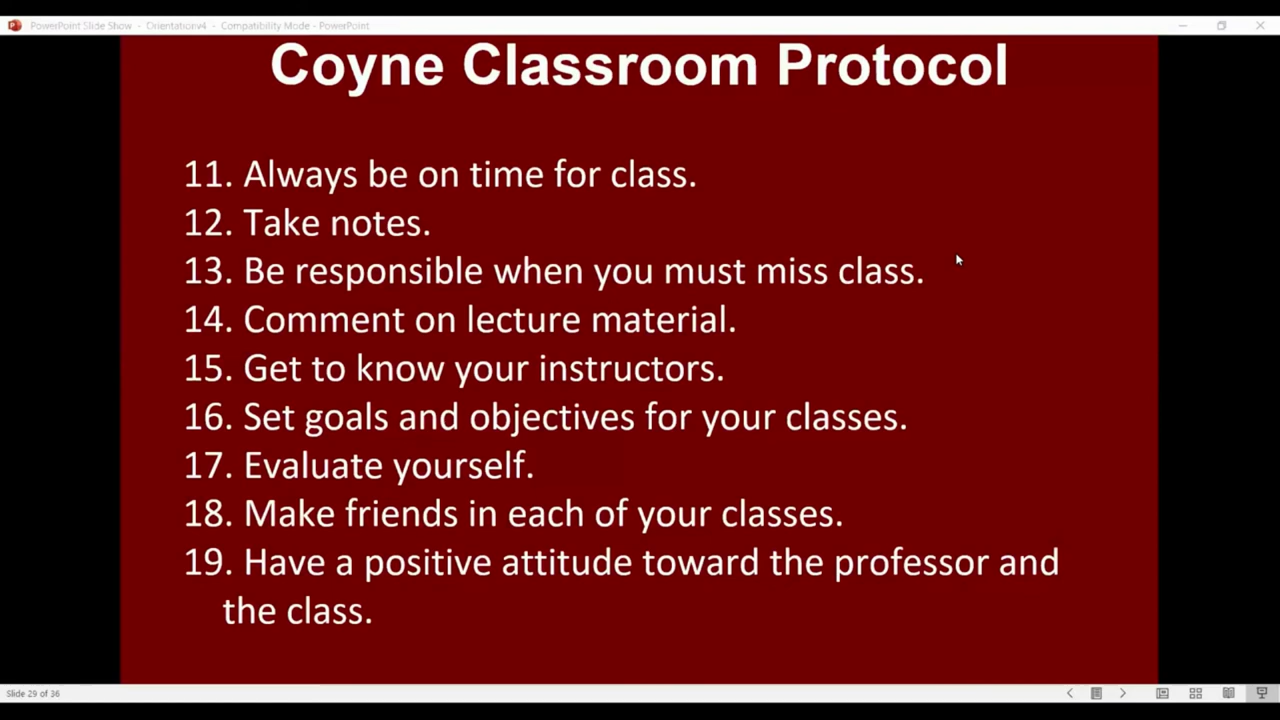 PowerPoint Slide Show - Orientationv4 - Compatibility Mode - PowerPoint
Coyne Classroom Protocol
11. Always be on time for class.
12. Take notes.
13. Be responsible when you must miss class.
14. Comment on lecture material.
15. Get to know your instructors.
16. Set goals and objectives for your classes.
17. Evaluate yourself.
18. Make friends in each of your classes.
19. Have a positive attitude toward the professor and
the class.
Slide 29 of 36